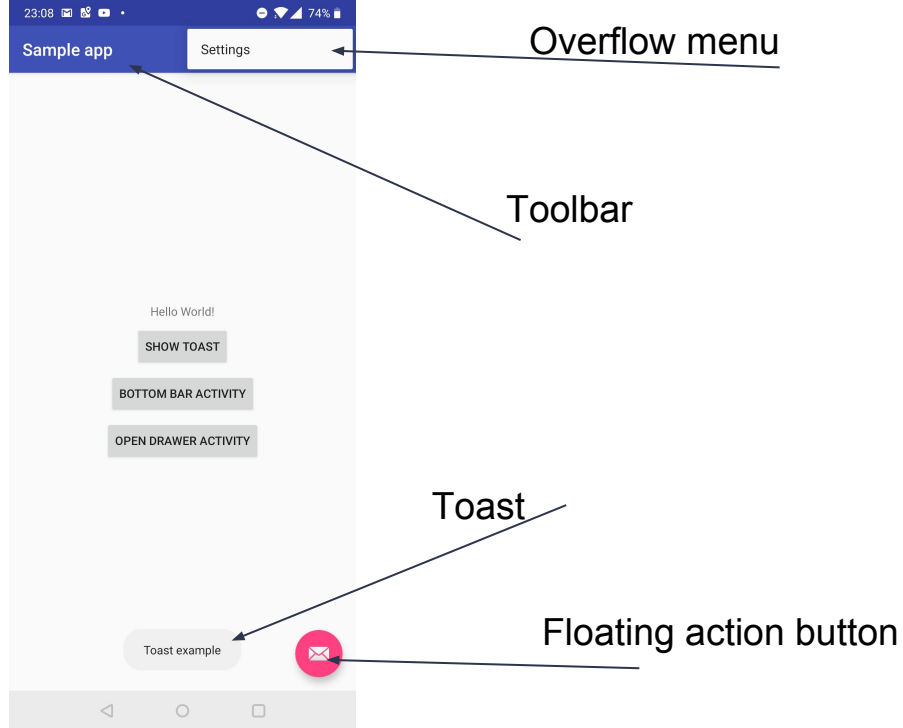 23:08
74%
Sample app
Settings
Overflow menu
Toolbar
Hello World!
SHOW TOAST
BOTTOM BAR ACTIVITY
OPEN DRAWER ACTIVITY
Toast
Toast example
Floating action button